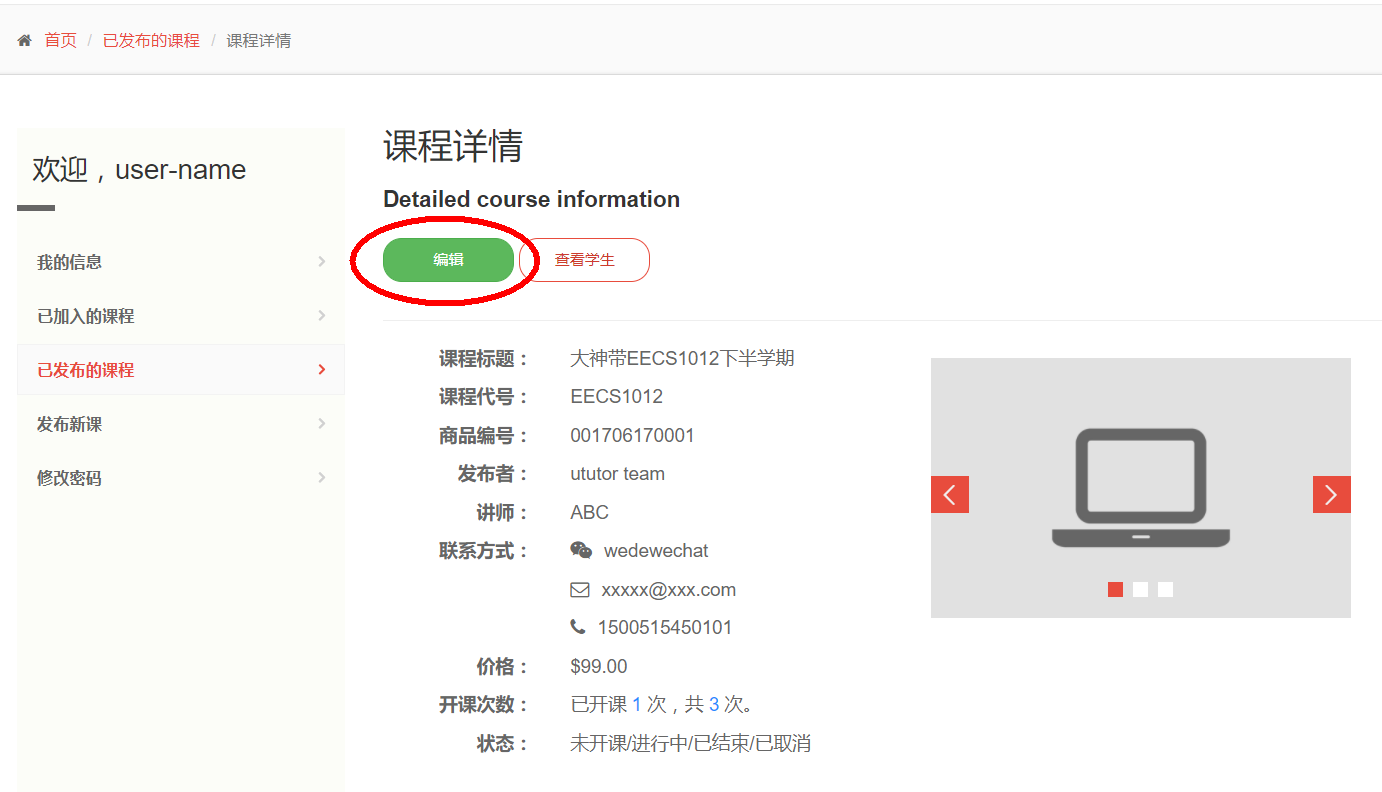 首页 / 已发布的课程 / 课程详情
欢迎，user-name
我的信息
已加入的课程
已发布的课程
发布新课
修改密码
课程详情
Detailed course information
编辑 查看学生
课程标题： 大神带EECS1012下半学期
课程代号： EECS1012
商品编号： 001706170001
发布者： ututor team
讲师： ABC
联系方式： wedewechat
xxxxx@xxx.com
1500515450101
价格： $99.00
开课次数： 已开课 1 次，共 3 次。
状态： 未开课/进行中/已结束/已取消